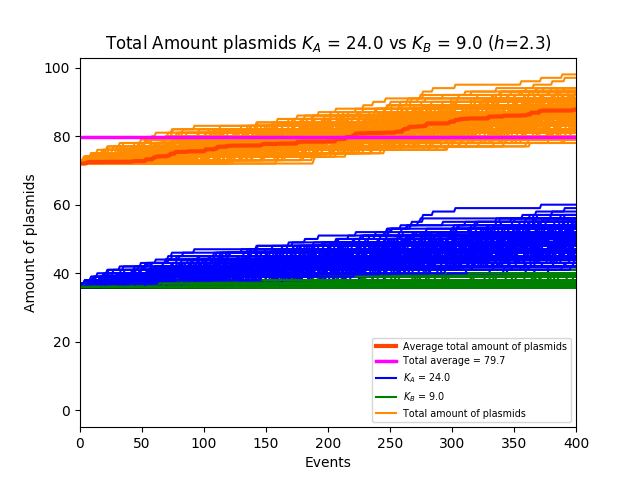 Total Amount plasmids K_A = 24.0 vs K_B = 9.0 (h=2.3)
Amount of plasmids
100
80
60
40
20
0
Average total amount of plasmids
Total average = 79.7
K_A = 24.0
K_B = 9.0
Total amount of plasmids
0 50 100 150 200 250 300 350 400
Events